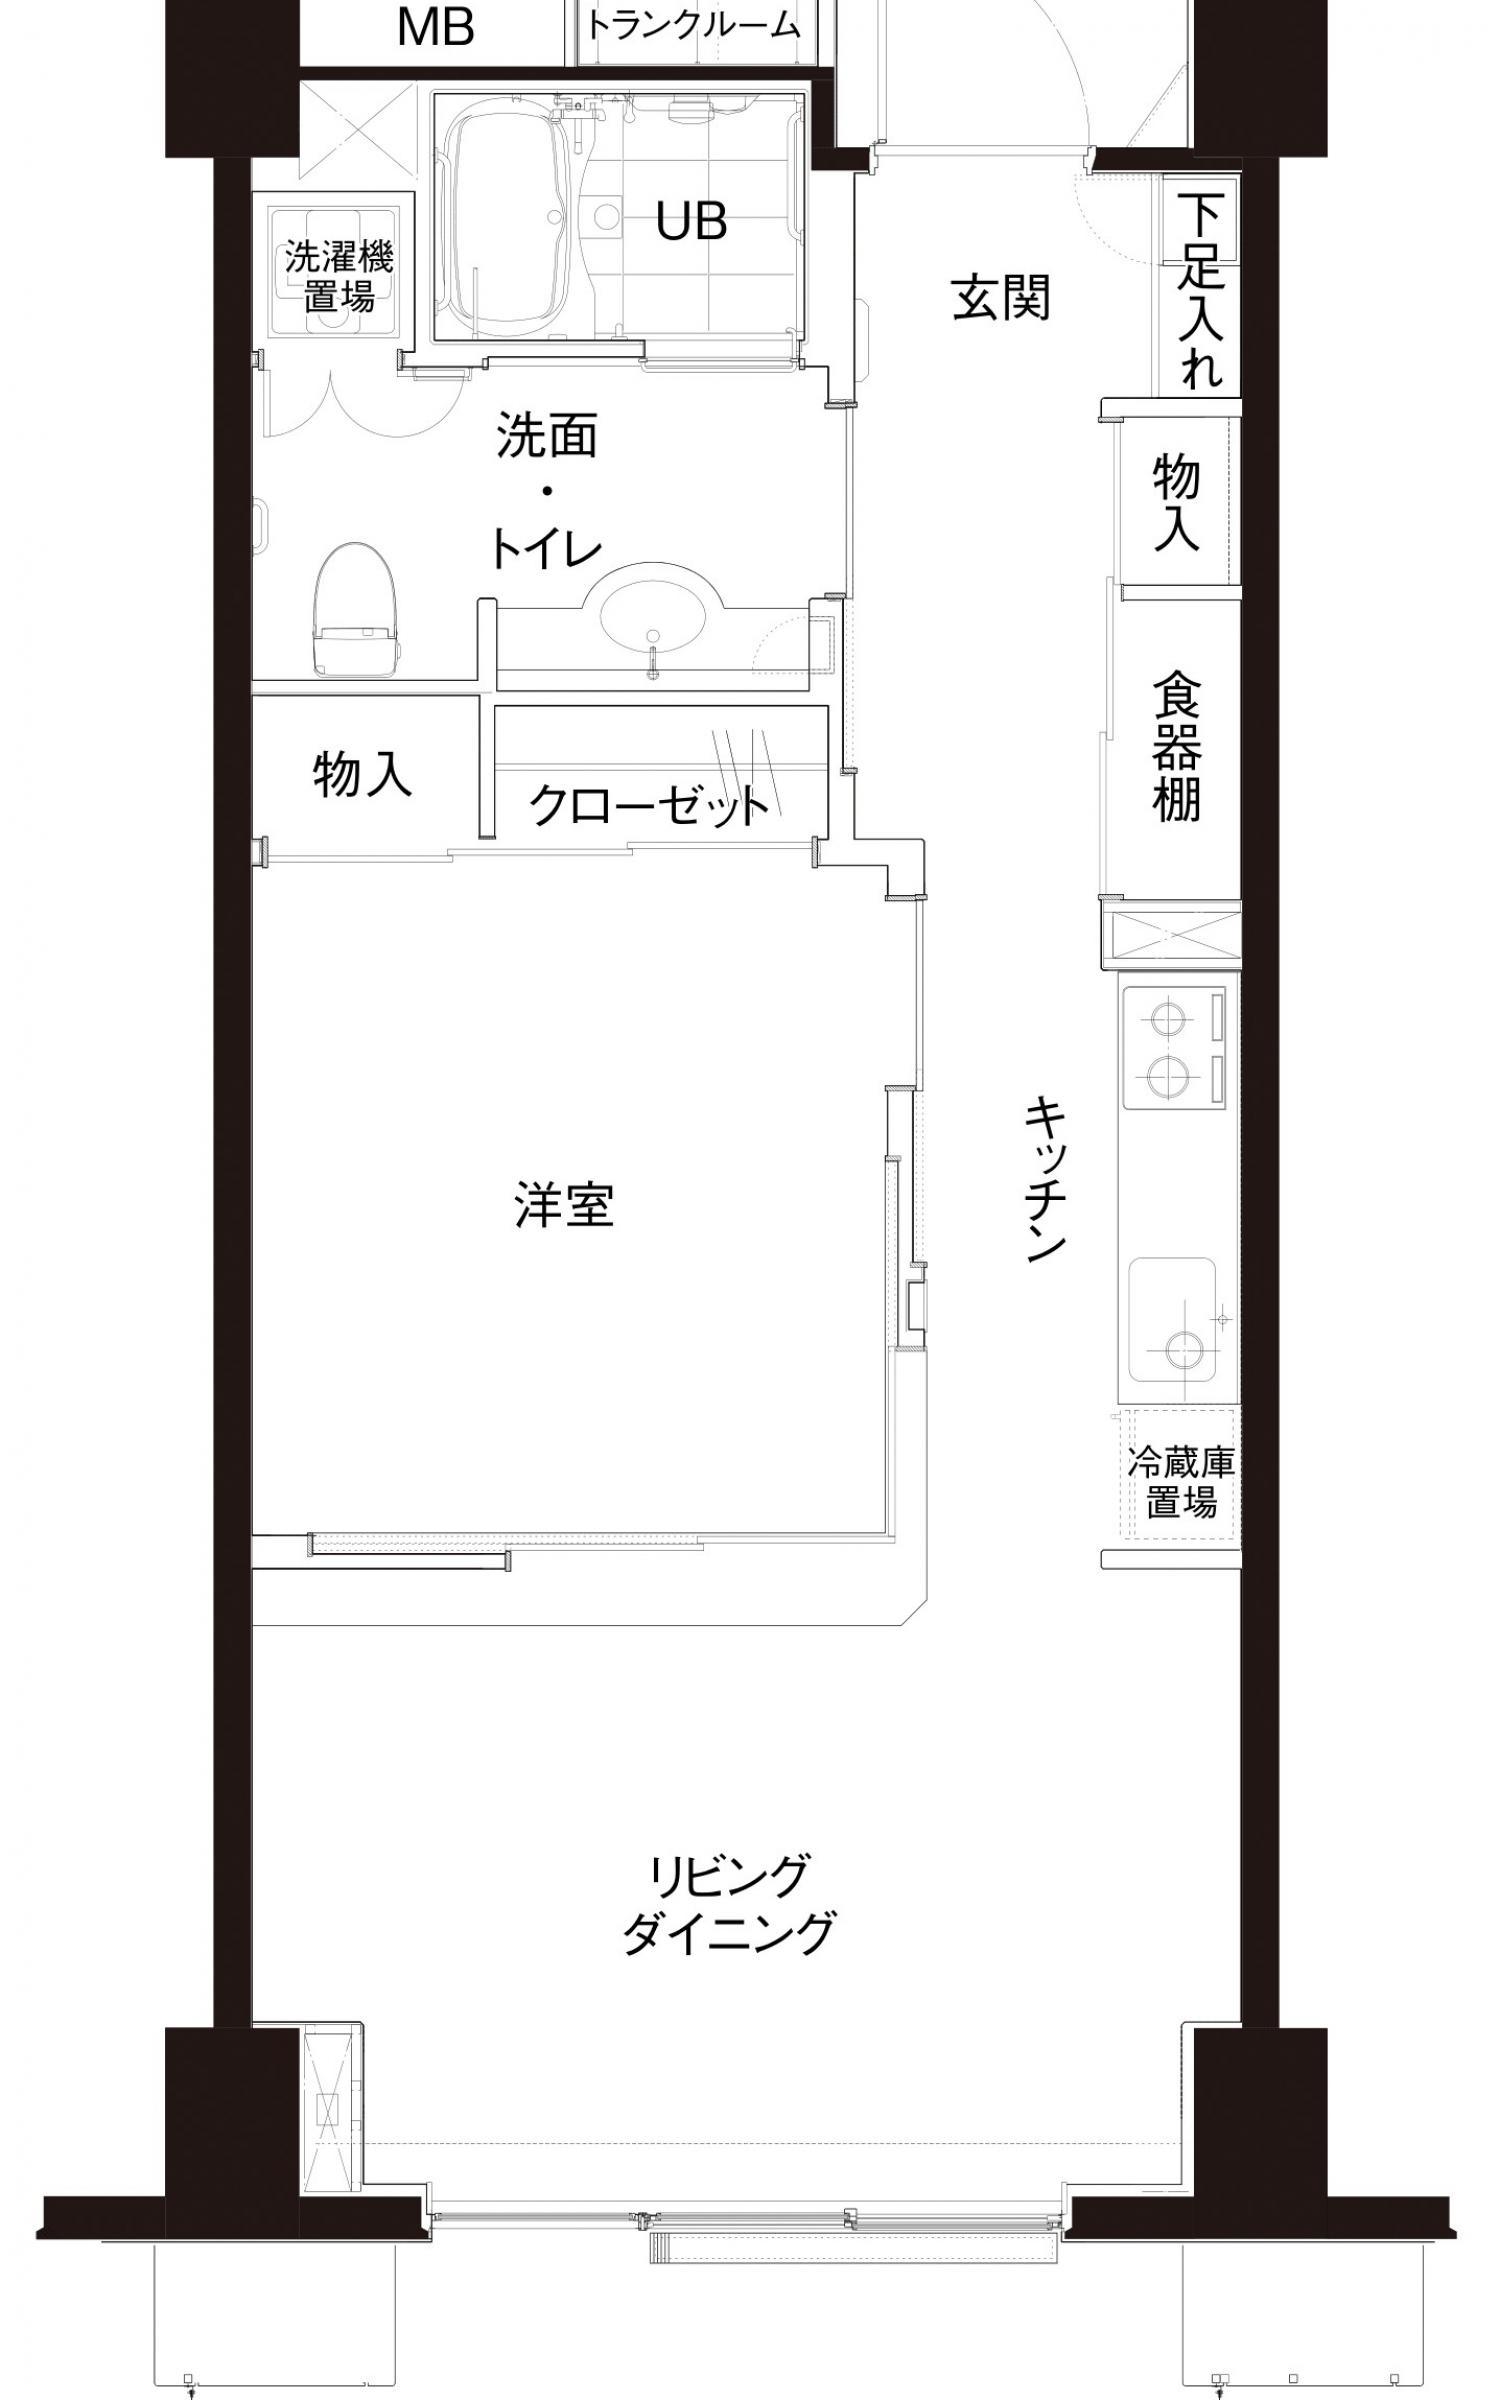 MB
トランクルーム
UB
洗濯機
置場
玄関
下足入れ
洗面
・
トイレ
物入
食器棚
物入
クローゼット
キッチン
洋室
冷蔵庫
置場
リビング
ダイニング